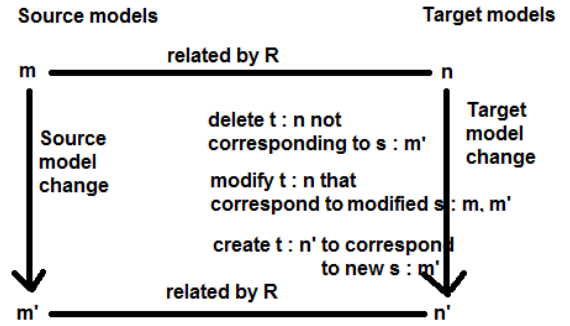 Source models
Target models
related by R
m
n
delete t : n not
corresponding to s : m'
Source
model
change
Target
model
change
modify t : n that
correspond to modified s : m, m'
create t : n' to correspond
to new s : m'
related by R
m'
n'